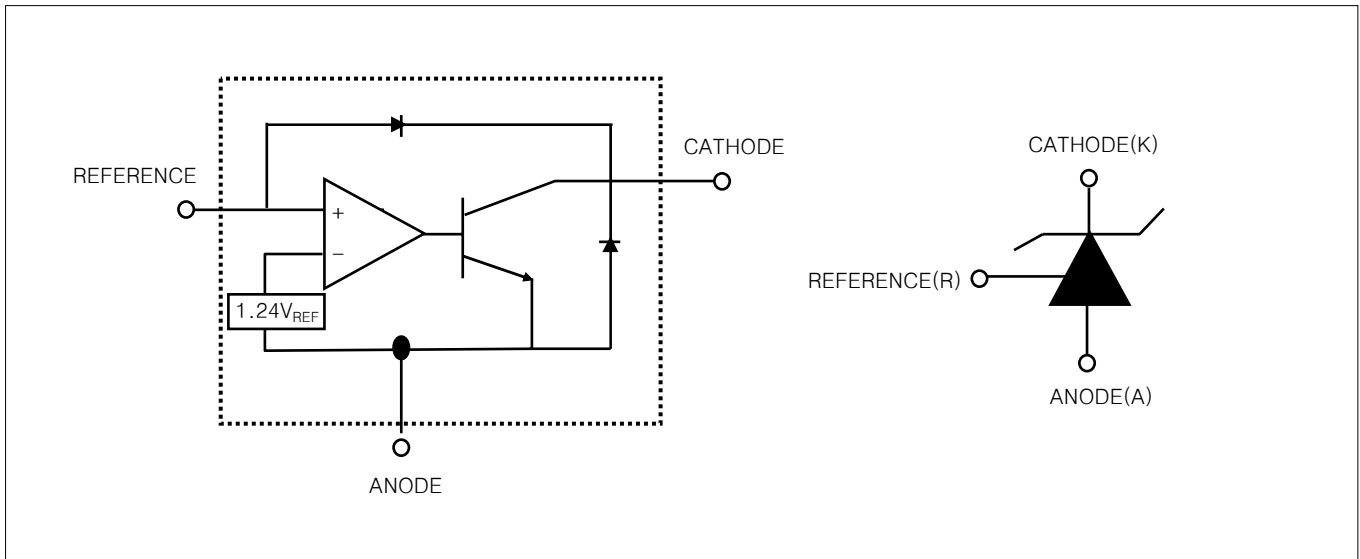 CATHODE
REFERENCE
+
−
1.24VREF
ANODE
CATHODE(K)
REFERENCE(R)
ANODE(A)